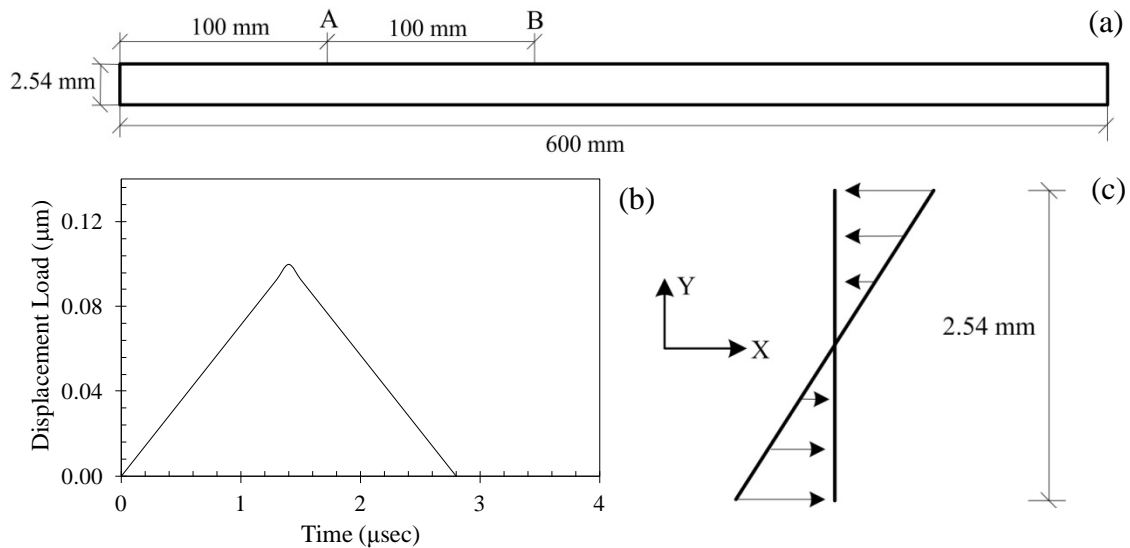 100 mm A 100 mm B (a)
2.54 mm
600 mm
(b)
Displacement Load (µm)
0.12
0.08
0.04
0.00
0 1 2 3 4
Time (µsec)
(c)
Y
X
2.54 mm